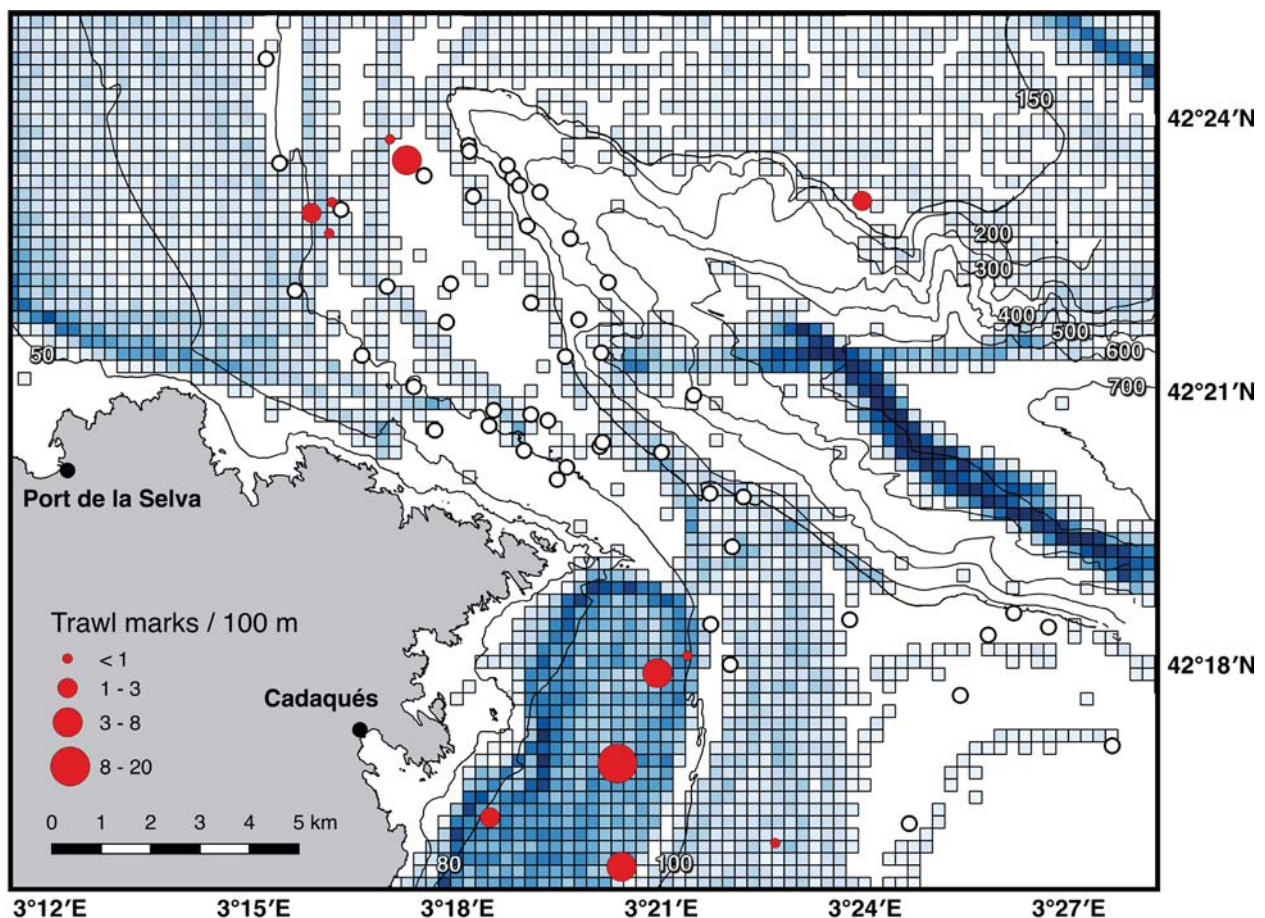 42°24′N
150
200
300
400
500
600
50
700
42°21′N
Port de la Selva
Trawl marks / 100 m
< 1
42°18′N
1 - 3
Cadaqués
3 - 8
8 - 20
0 1 2 3 4 5 km
80
100
3°12′E 3°15′E 3°18′E 3°21′E 3°24′E 3°27′E